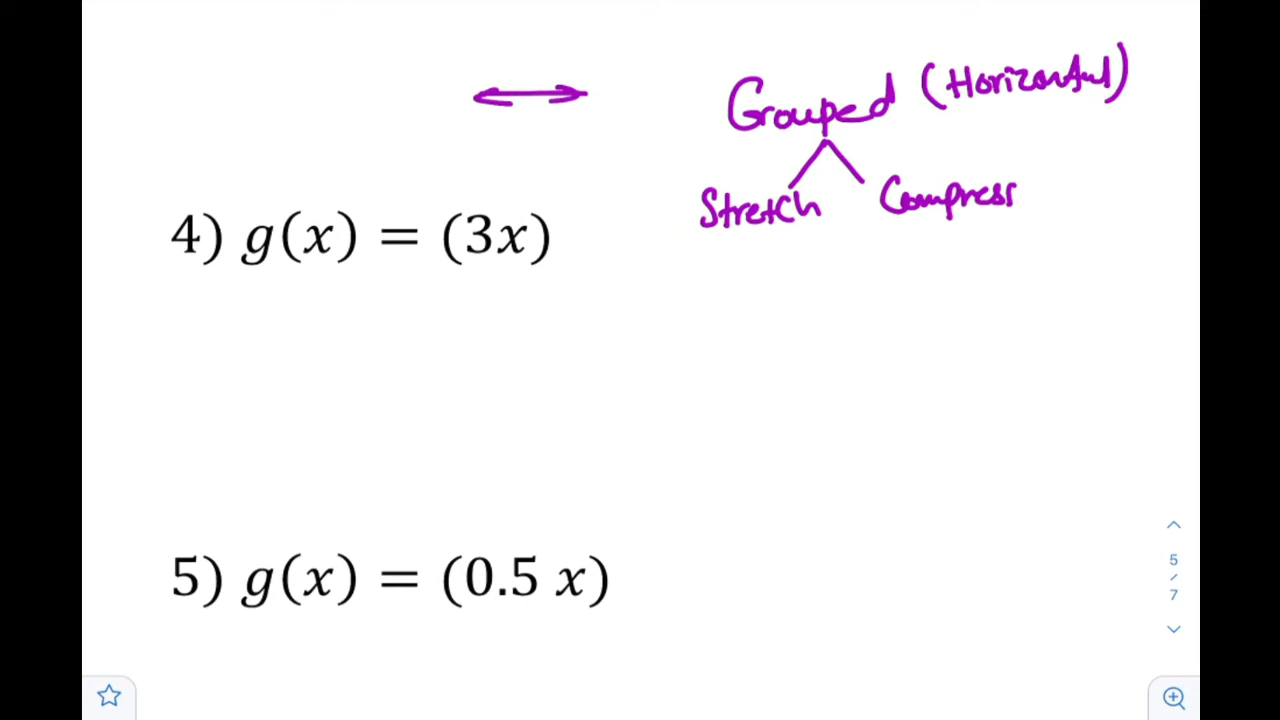 Grouped (Horizontal)
Stretch Compress
4) g(x) = (3x)
5) g(x) = (0.5 x)
5
/
7